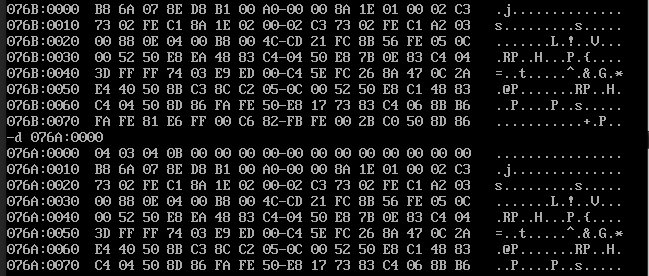 076B:0000 B8 6A 07 8E D8 B1 00 A0-00 00 8A 1E 01 00 02 C3 .j..............
076B:0010 73 02 FE C1 8A 1E 02 00-02 C3 73 02 FE C1 A2 03 s.........s.....
076B:0020 00 88 0E 04 00 B8 00 4C-CD 21 FC 8B 56 FE 05 0C .......L.!..V...
076B:0030 00 52 50 E8 EA 48 83 C4-04 50 E8 7B 0E 83 C4 04 .RP..H...P.{....
076B:0040 3D FF FF 74 03 E9 ED 00-C4 5E FC 26 8A 47 0C 2A =..t.....^.&.G.*
076B:0050 E4 40 50 8B C3 8C C2 05-0C 00 52 50 E8 C1 48 83 .@P.......RP..H.
076B:0060 C4 04 50 8D 86 FA FE 50-E8 17 73 83 C4 06 8B B6 ..P....P..s.....
076B:0070 FA FE 81 E6 FF 00 C6 82-FB FE 00 2B C0 50 8D 86 ...........+.P..
-d 076A:0000
076A:0000 04 03 04 0B 00 00 00 00-00 00 00 00 00 00 00 00 ................
076A:0010 B8 6A 07 8E D8 B1 00 A0-00 00 8A 1E 01 00 02 C3 .j..............
076A:0020 73 02 FE C1 8A 1E 02 00-02 C3 73 02 FE C1 A2 03 s.........s.....
076A:0030 00 88 0E 04 00 B8 00 4C-CD 21 FC 8B 56 FE 05 0C .......L.!..V...
076A:0040 00 52 50 E8 EA 48 83 C4-04 50 E8 7B 0E 83 C4 04 .RP..H...P.{....
076A:0050 3D FF FF 74 03 E9 ED 00-C4 5E FC 26 8A 47 0C 2A =..t.....^.&.G.*
076A:0060 E4 40 50 8B C3 8C C2 05-0C 00 52 50 E8 C1 48 83 .@P.......RP..H.
076A:0070 C4 04 50 8D 86 FA FE 50-E8 17 73 83 C4 06 8B B6 ..P....P..s.....